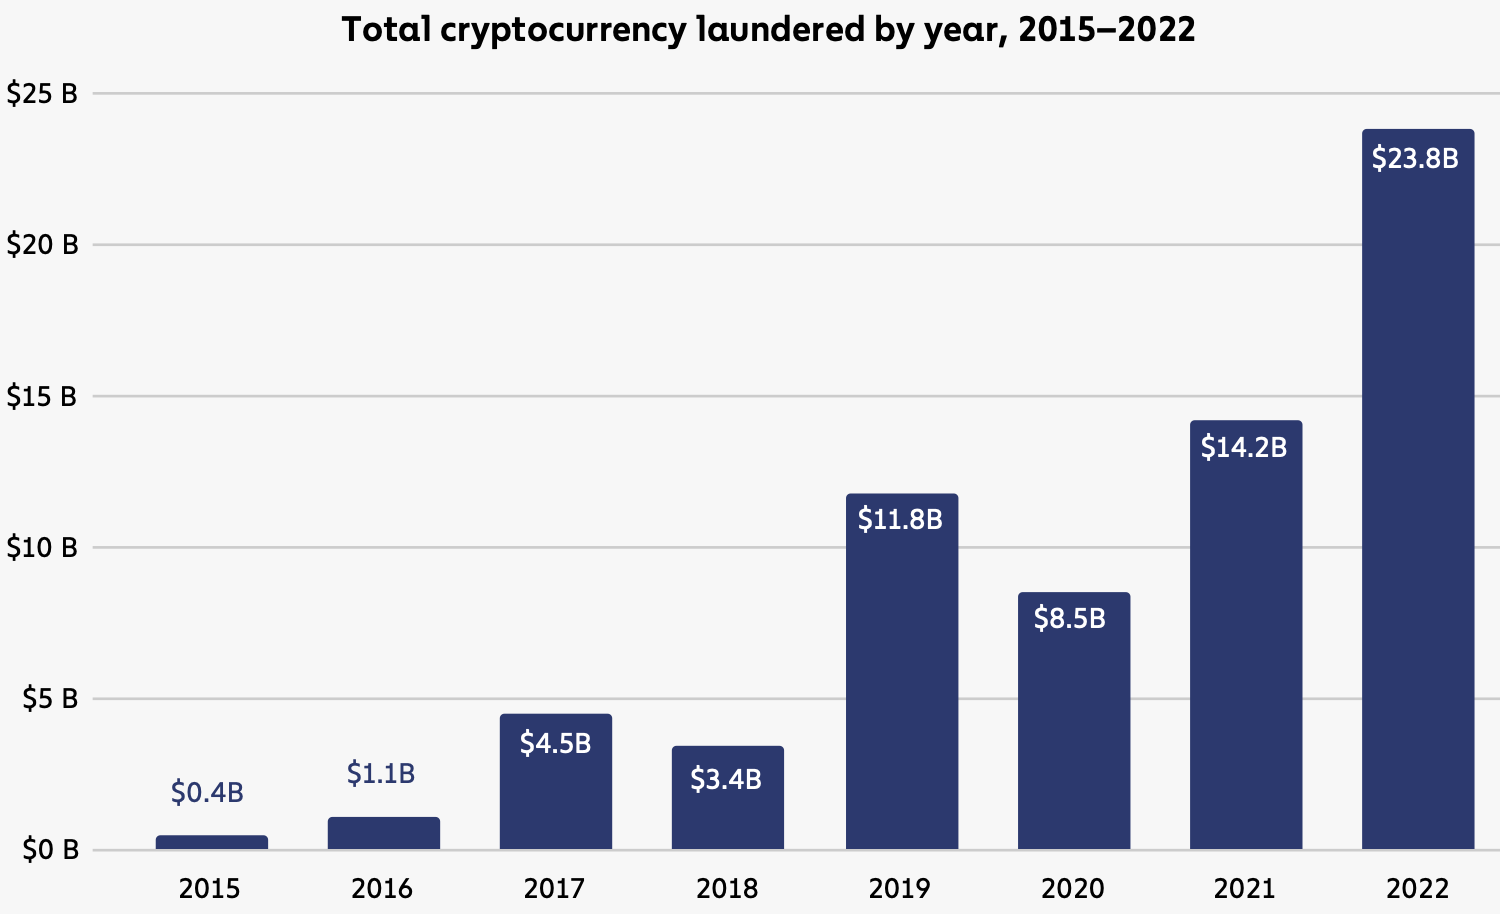 Total cryptocurrency laundered by year, 2015–2022
$25 B
$20 B
$15 B
$10 B
$5 B
$0 B
$0.4B
$1.1B
$4.5B
$3.4B
$11.8B
$8.5B
$14.2B
$23.8B
2015 2016 2017 2018 2019 2020 2021 2022